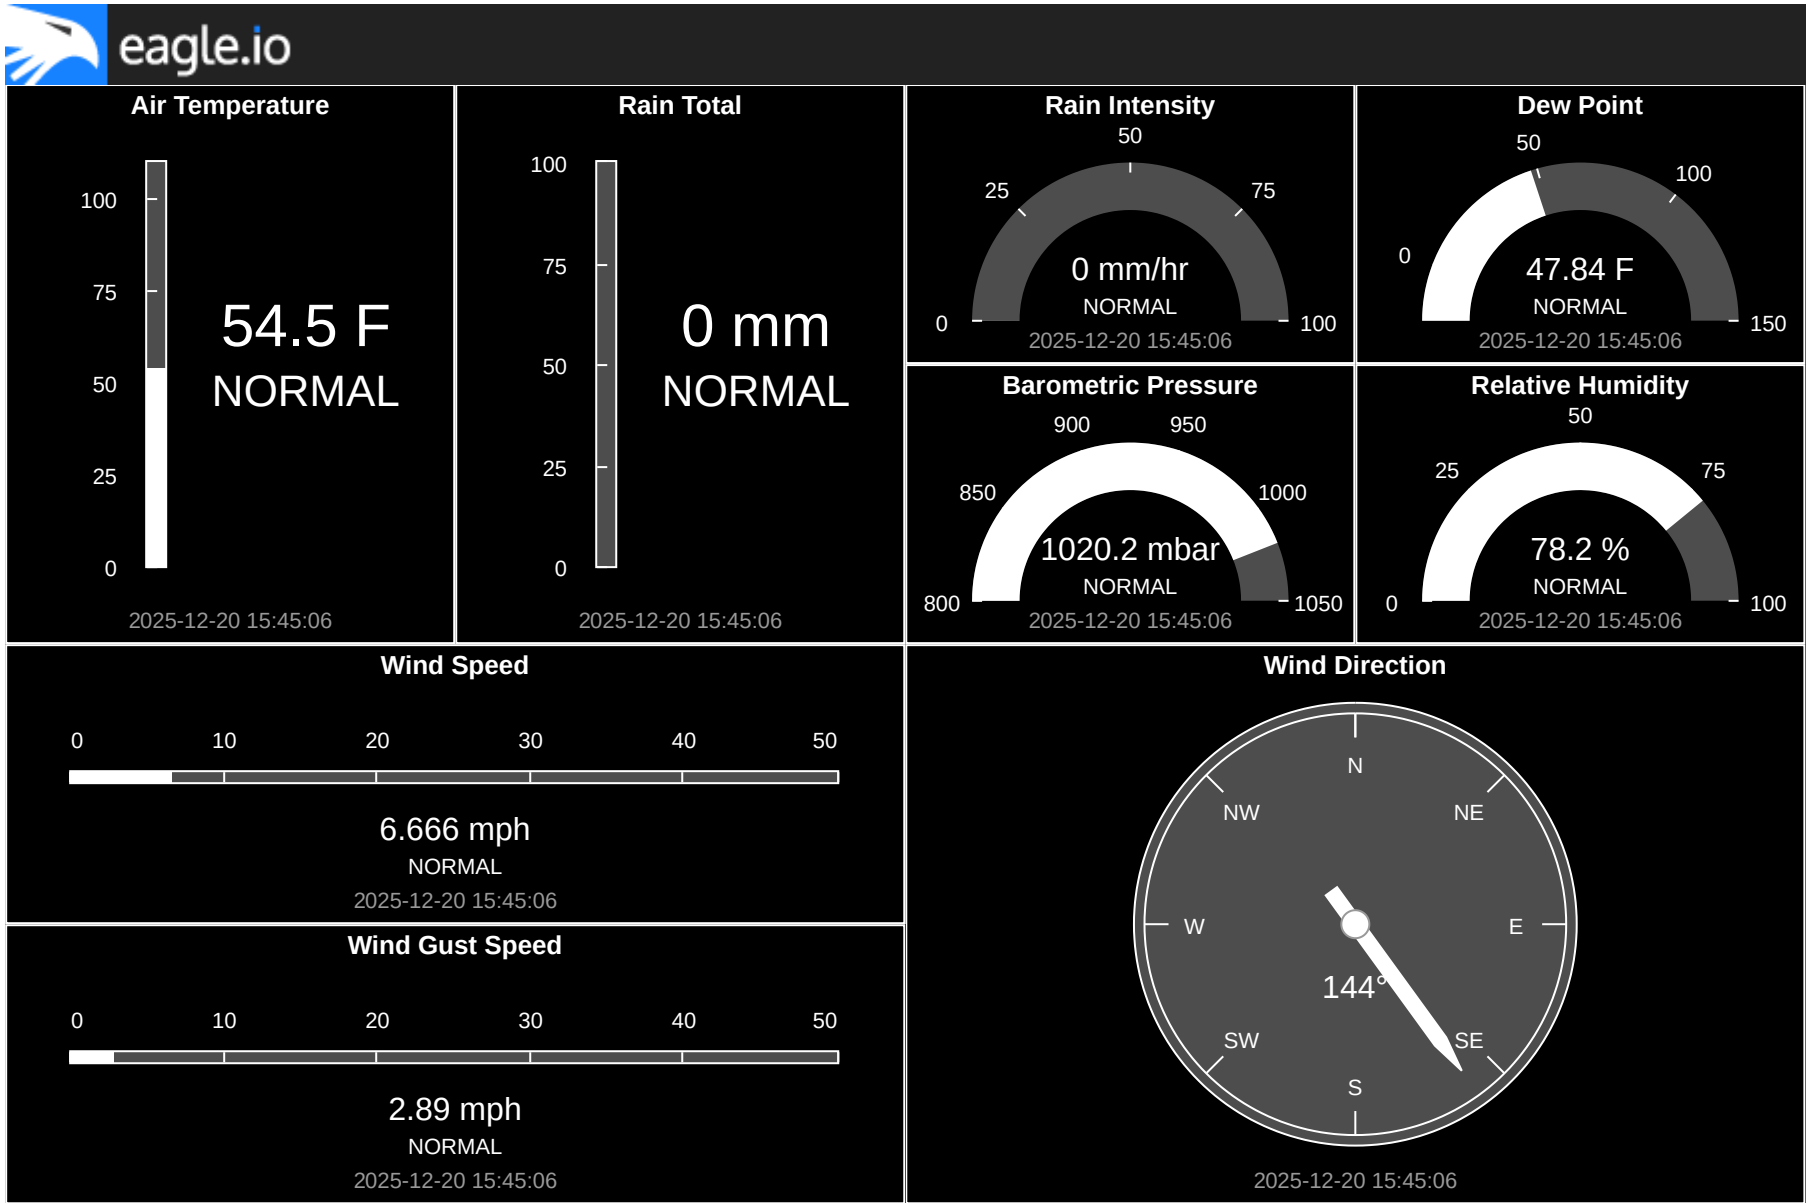 eagle.io
Air Temperature
100
75
50
25
0
54.5 F
NORMAL
2025-12-20 15:45:06
Rain Total
100
75
50
25
0
0 mm
NORMAL
2025-12-20 15:45:06
Rain Intensity
50
25
75
0
100
0 mm/hr
NORMAL
2025-12-20 15:45:06
Dew Point
50
100
0
150
47.84 F
NORMAL
2025-12-20 15:45:06
Barometric Pressure
900
950
850
1000
800
1050
1020.2 mbar
NORMAL
2025-12-20 15:45:06
Relative Humidity
50
25
75
0
100
78.2 %
NORMAL
2025-12-20 15:45:06
Wind Speed
0 10 20 30 40 50
6.666 mph
NORMAL
2025-12-20 15:45:06
Wind Gust Speed
0 10 20 30 40 50
2.89 mph
NORMAL
2025-12-20 15:45:06
Wind Direction
N
NW NE
W E
144°
SW SE
S
2025-12-20 15:45:06